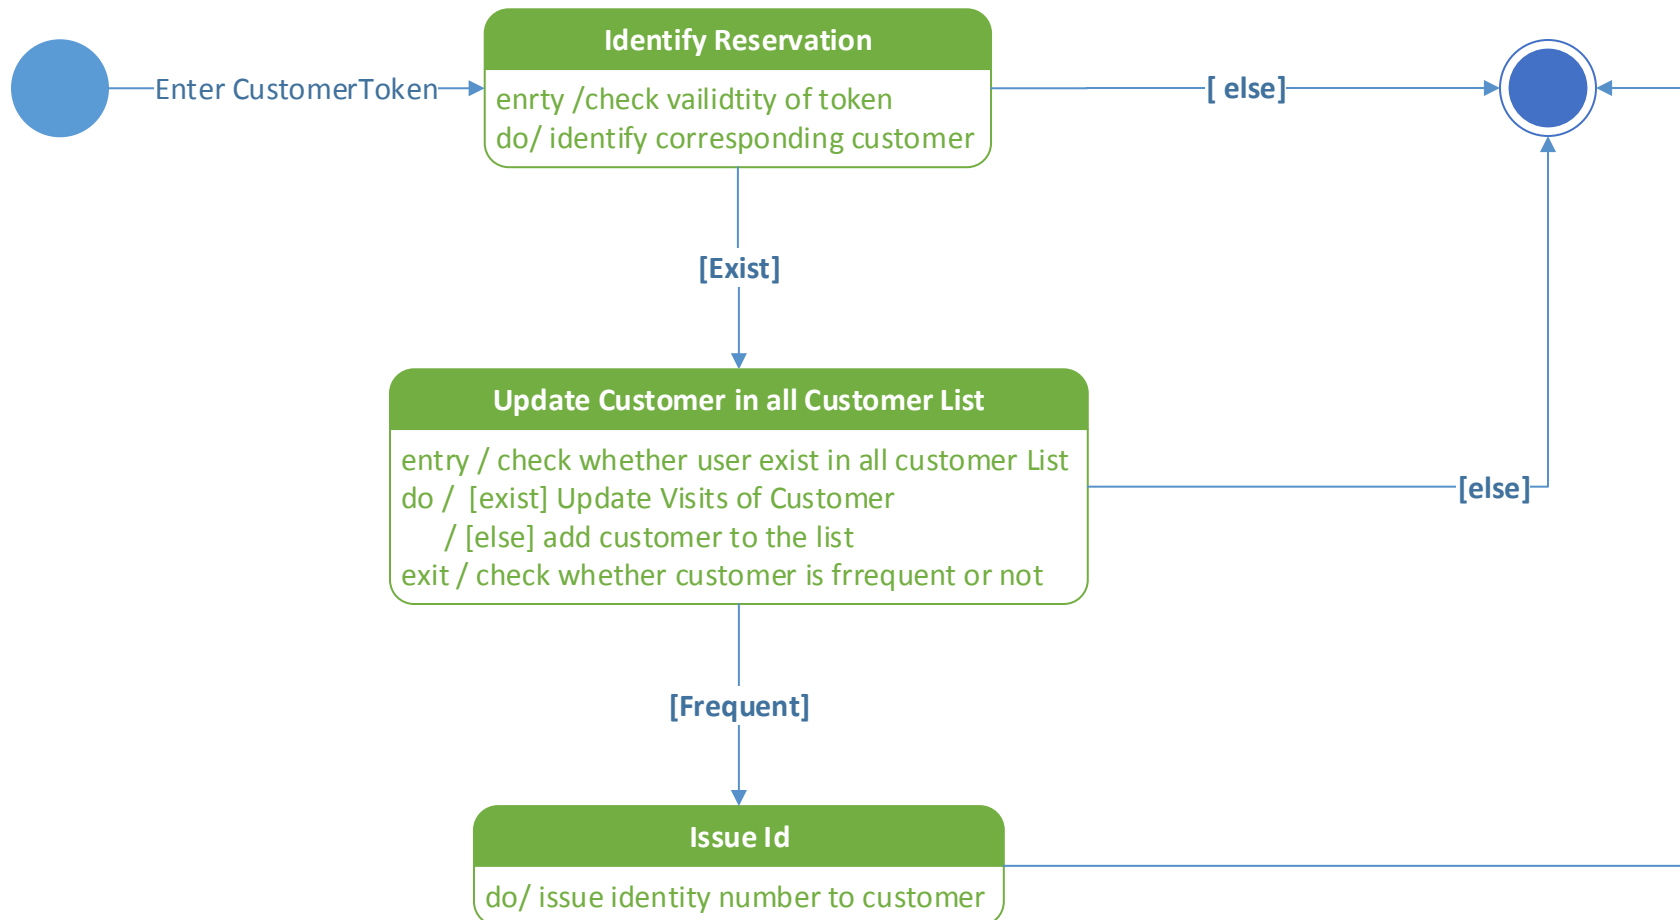 Identify Reservation
Enter CustomerToken
enrty /check vailidtity of token
do/ identify corresponding customer
[ else]
[Exist]
Update Customer in all Customer List
entry / check whether user exist in all customer List
do /  [exist] Update Visits of Customer
/ [else] add customer to the list
exit / check whether customer is frrequent or not
[else]
[Frequent]
Issue Id
do/ issue identity number to customer